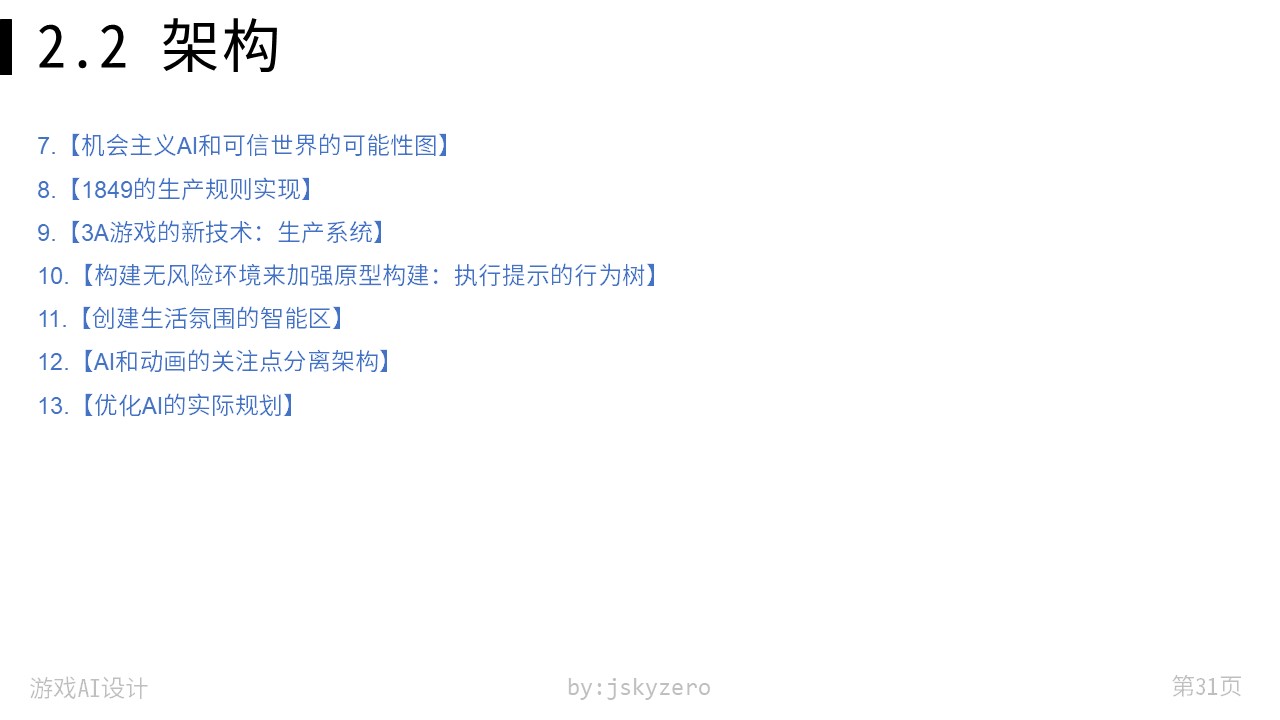 2.2 架构
7.【机会主义AI和可信世界的可能性图】
8.【1849的生产规则实现】
9.【3A游戏的新技术：生产系统】
10.【构建无风险环境来加强原型构建：执行提示的行为树】
11.【创建生活氛围的智能区】
12.【AI和动画的关注点分离架构】
13.【优化AI的实际规划】
游戏AI设计
by:jskyzero
第31页